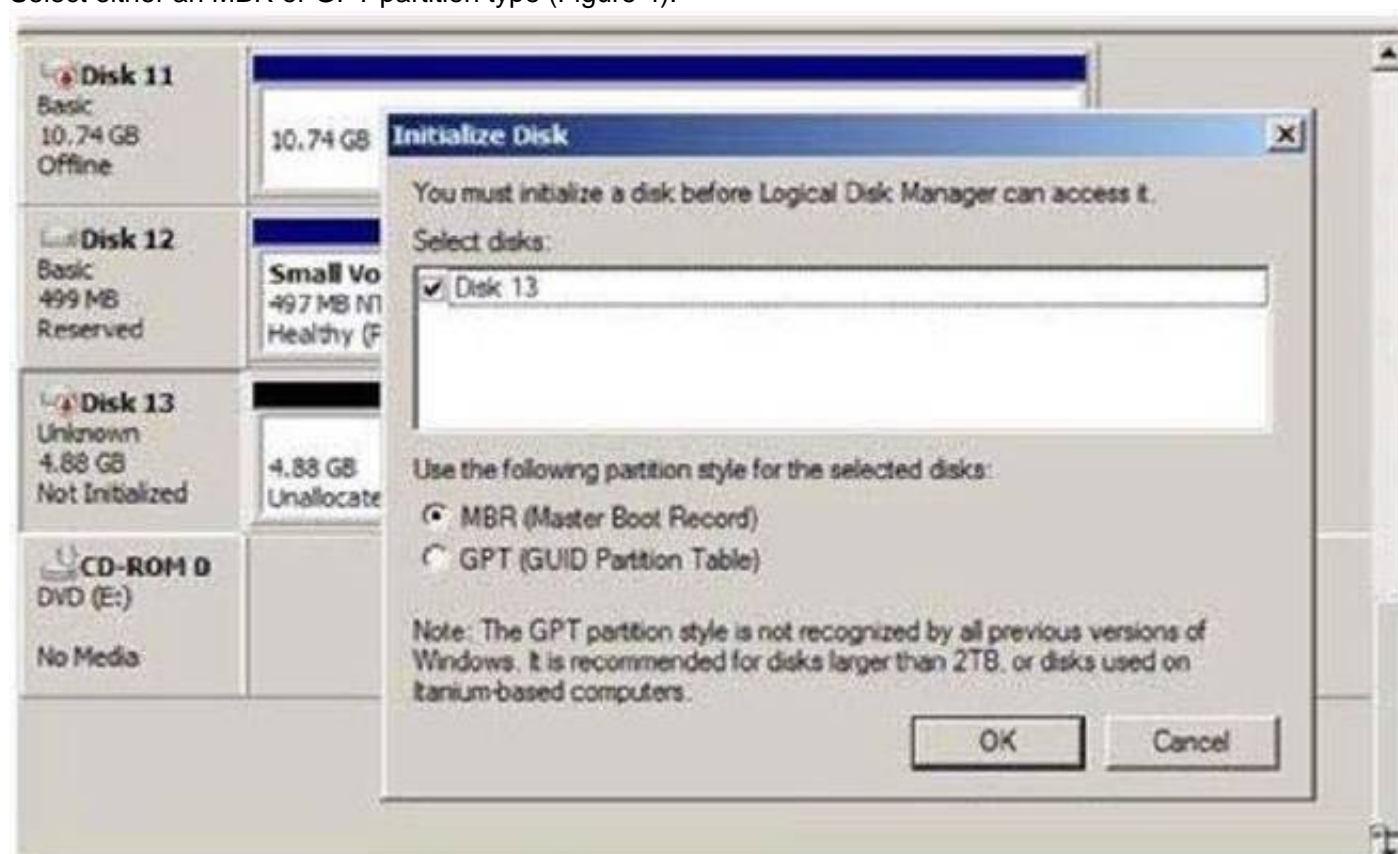 Select either an MBR or GPT partition type (Figure 4).
Disk 11
Basic
10.74 GB
Offline
10.74 GB
Disk 12
Basic
499 MB
Reserved
Small Vo
497 MB NT
Healthy (P
Disk 13
Unknown
4.88 GB
Not Initialized
4.88 GB
Unallocate
CD-ROM 0
DVD (E:)
No Media
Initialize Disk
You must initialize a disk before Logical Disk Manager can access it.
Select disks:
Disk 13
Use the following partition style for the selected disks:
MBR (Master Boot Record)
GPT (GUID Partition Table)
Note: The GPT partition style is not recognized by all previous versions of
Windows. It is recommended for disks larger than 2TB, or disks used on
Itanium-based computers.
OK
Cancel